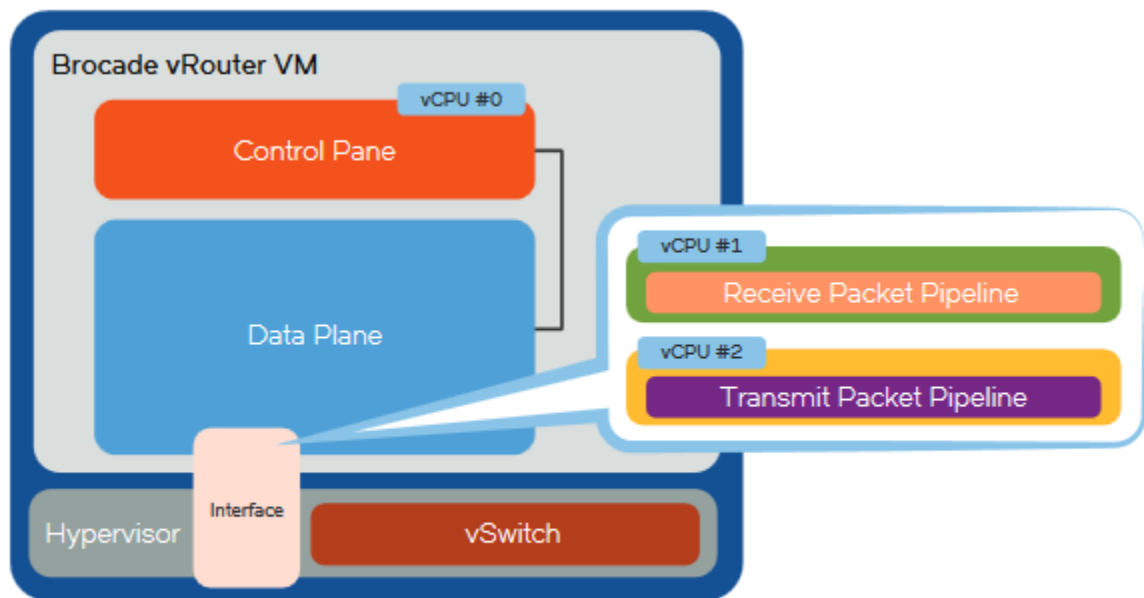 Brocade vRouter VM
vCPU #0
Control Pane
Data Plane
vCPU #1
Receive Packet Pipeline
vCPU #2
Transmit Packet Pipeline
Interface
Hypervisor
vSwitch